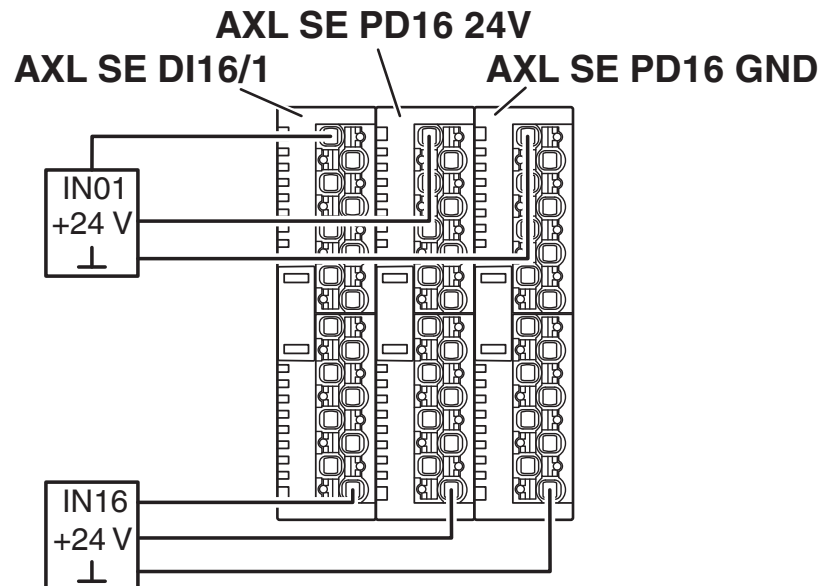 AXL SE PD16 24V
AXL SE DI16/1
AXL SE PD16 GND
IN01
+24 V
IN16
+24 V